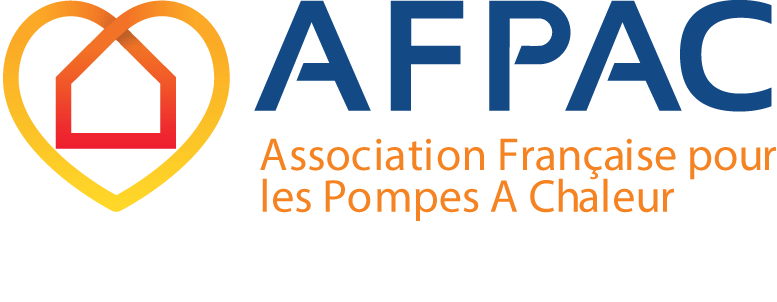 AFPAC
Association Française pour
les Pompes A Chaleur